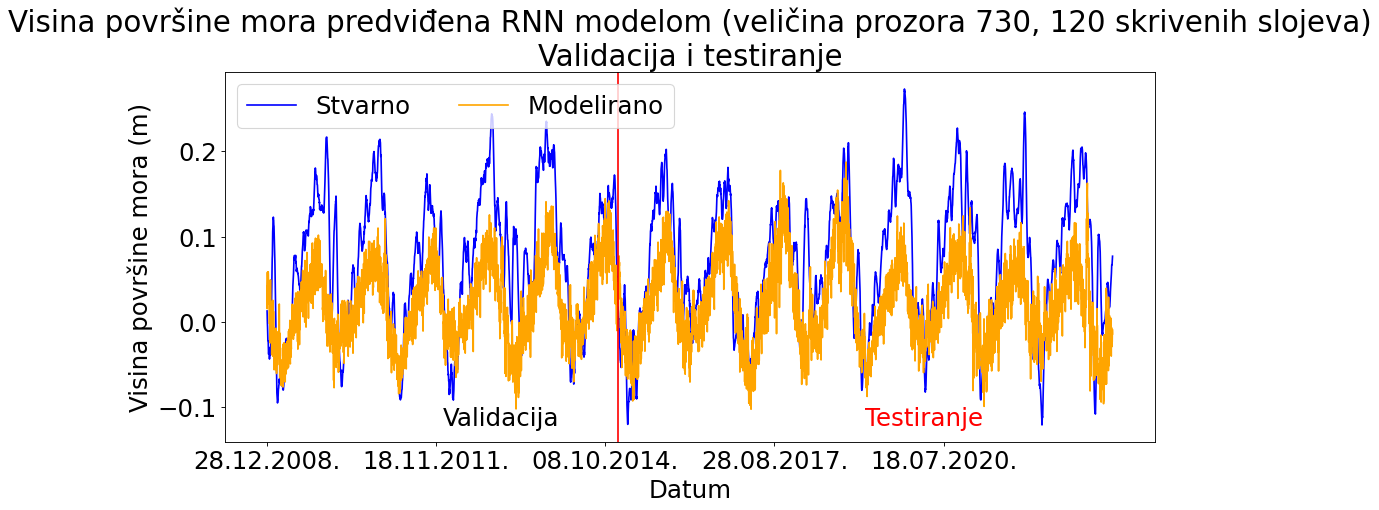 Visina površine mora predviđena RNN modelom (veličina prozora 730, 120 skrivenih slojeva)
Validacija i testiranje
Stvarno
Modelirano
Visina površine mora (m)
0.2
0.1
0.0
−0.1
Validacija
Testiranje
28.12.2008.
18.11.2011.
08.10.2014.
28.08.2017.
18.07.2020.
Datum